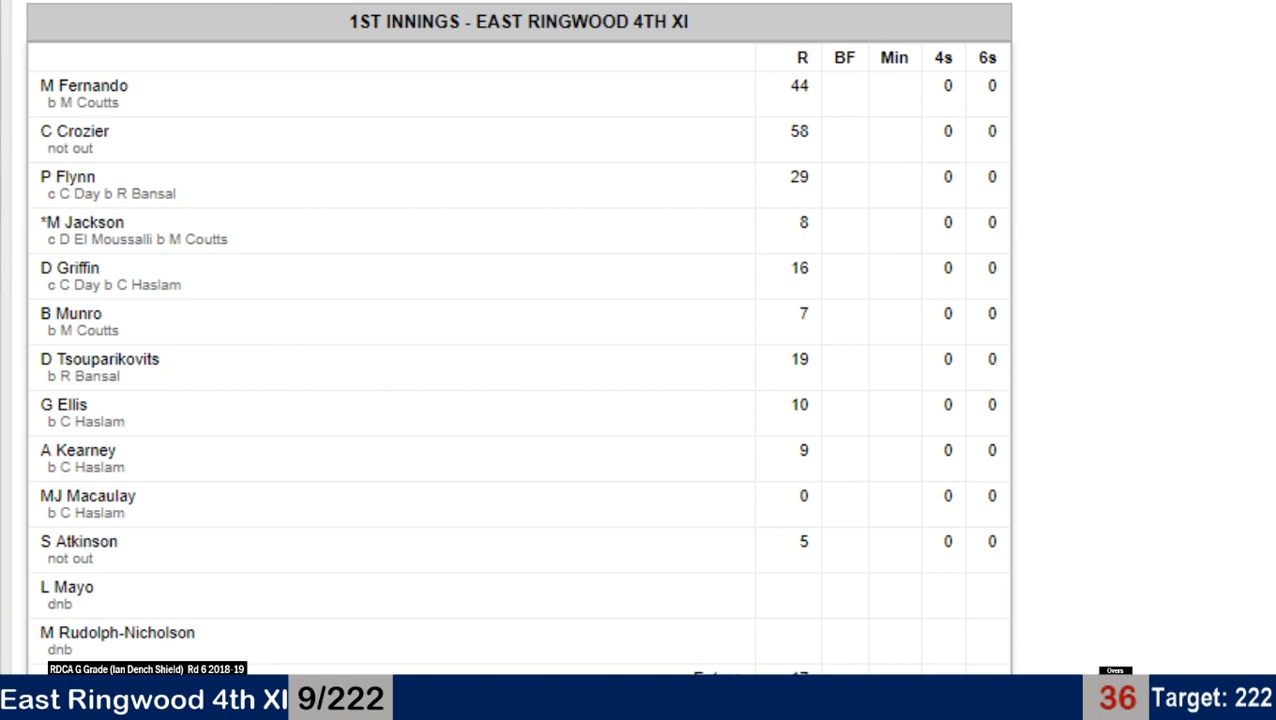 1ST INNINGS - EAST RINGWOOD 4TH XI
R BF Min 4s 6s
M Fernando 44 0 0
b M Coutts
C Crozier 58 0 0
not out
P Flynn 29 0 0
c C Day b R Bansal
*M Jackson 8 0 0
c D El Moussalli b M Coutts
D Griffin 16 0 0
c C Day b C Haslam
B Munro 7 0 0
b M Coutts
D Tsouparikovits 19 0 0
b R Bansal
G Ellis 10 0 0
b C Haslam
A Kearney 9 0 0
b C Haslam
MJ Macaulay 0 0 0
b C Haslam
S Atkinson 5 0 0
not out
L Mayo
dnb
M Rudolph-Nicholson
dnb
RDCA G Grade (Ian Dench Shield) Rd 6 2018-19
Overs
East Ringwood 4th XI 9/222 36 Target: 222